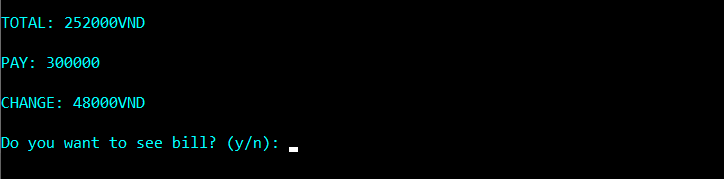 TOTAL: 252000VND
PAY: 300000
CHANGE: 48000VND
Do you want to see bill? (y/n):